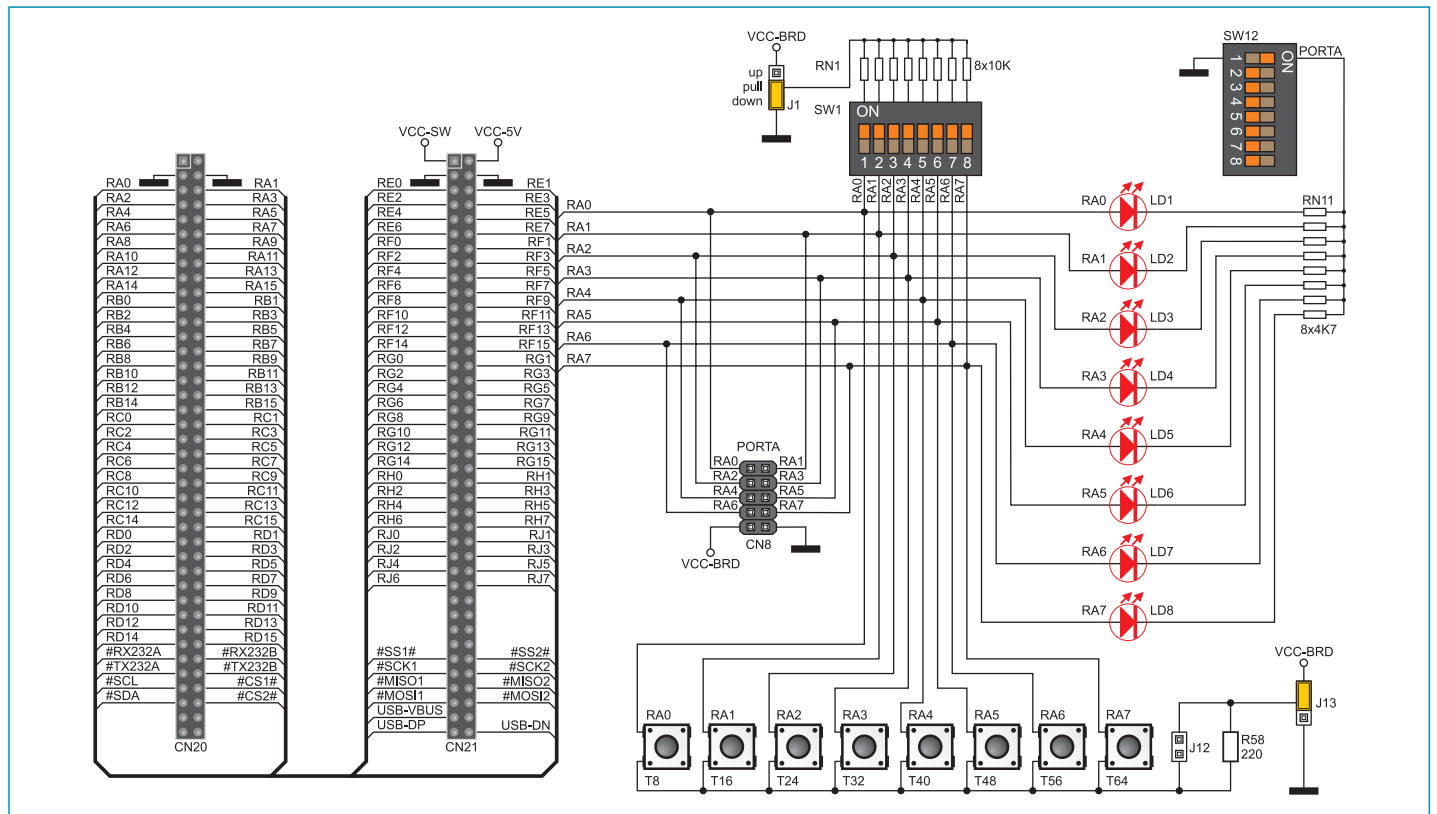 VCC-BRD
up
pull
down
J1
RN1
8x10K
SW1
ON
1 2 3 4 5 6 7 8
RA0 RA1 RA2 RA3 RA4 RA5 RA6 RA7
SW12
PORTA
ON
1 2 3 4 5 6 7 8
VCC-SW VCC-5V
RA0 RA1
RA2 RA3
RA4 RA5
RA6 RA7
RA8 RA9
RA10 RA11
RA12 RA13
RA14 RA15
RB0 RB1
RB2 RB3
RB4 RB5
RB6 RB7
RB8 RB9
RB10 RB11
RB12 RB13
RB14 RB15
RC0 RC1
RC2 RC3
RC4 RC5
RC6 RC7
RC8 RC9
RC10 RC11
RC12 RC13
RC14 RC15
RD0 RD1
RD2 RD3
RD4 RD5
RD6 RD7
RD8 RD9
RD10 RD11
RD12 RD13
RD14 RD15
#RX232A #RX232B
#TX232A #TX232B
#SCL #CS1#
#SDA #CS2#
CN20
RE0 RE1
RE2 RE3
RE4 RE5
RE6 RE7
RF0 RF1
RF2 RF3
RF4 RF5
RF6 RF7
RF8 RF9
RF10 RF11
RF12 RF13
RF14 RF15
RG0 RG1
RG2 RG3
RG4 RG5
RG6 RG7
RG8 RG9
RG10 RG11
RG12 RG13
RG14 RG15
RH0 RH1
RH2 RH3
RH4 RH5
RH6 RH7
RJ0 RJ1
RJ2 RJ3
RJ4 RJ5
RJ6 RJ7
#SS1# #SS2#
#SCK1 #SCK2
#MISO1 #MISO2
#MOSI1 #MOSI2
USB-VBUS
USB-DP USB-DN
CN21
RA0
RA1
RA2
RA3
RA4
RA5
RA6
RA7
PORTA
RA0 RA1
RA2 RA3
RA4 RA5
RA6 RA7
CN8
VCC-BRD
RA0 LD1
RA1 LD2
RA2 LD3
RA3 LD4
RA4 LD5
RA5 LD6
RA6 LD7
RA7 LD8
RN11
8x4K7
RA0 RA1 RA2 RA3 RA4 RA5 RA6 RA7
T8 T16 T24 T32 T40 T48 T56 T64
J12
R58
220
VCC-BRD
J13